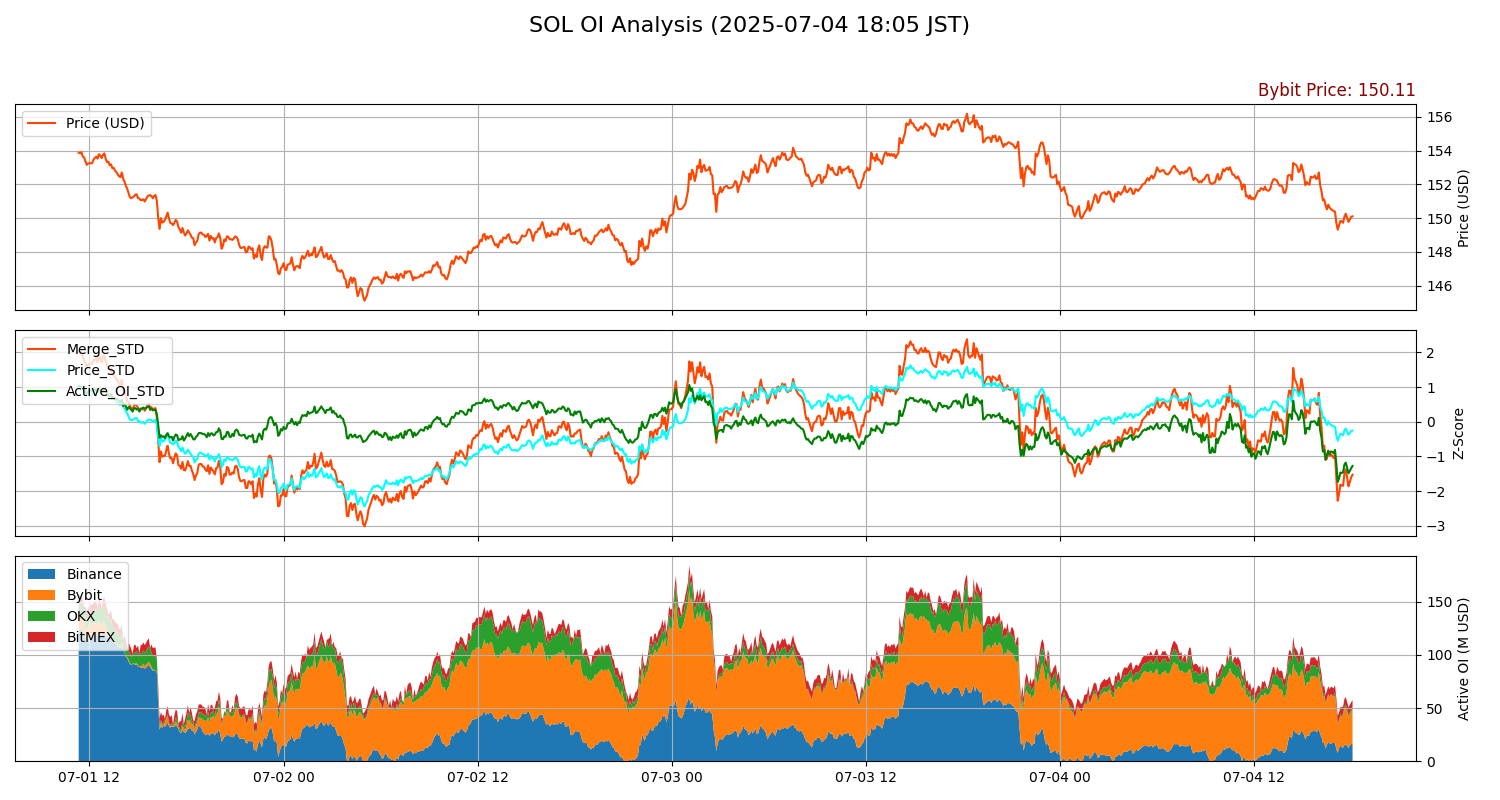 SOL OI Analysis (2025-07-04 18:05 JST)
Bybit Price: 150.11
Price (USD)
156
154
152
150
148
146
Price (USD)
Merge_STD
Price_STD
Active_OI_STD
2
1
0
−1
−2
−3
Z-Score
Binance
Bybit
OKX
BitMEX
150
100
50
0
Active OI (M USD)
07-01 12
07-02 00
07-02 12
07-03 00
07-03 12
07-04 00
07-04 12